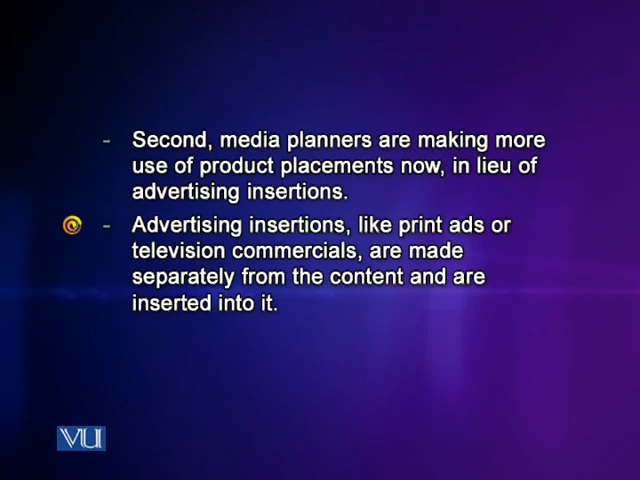 - Second, media planners are making more
use of product placements now, in lieu of
advertising insertions.
- Advertising insertions, like print ads or
television commercials, are made
separately from the content and are
inserted into it.
VU